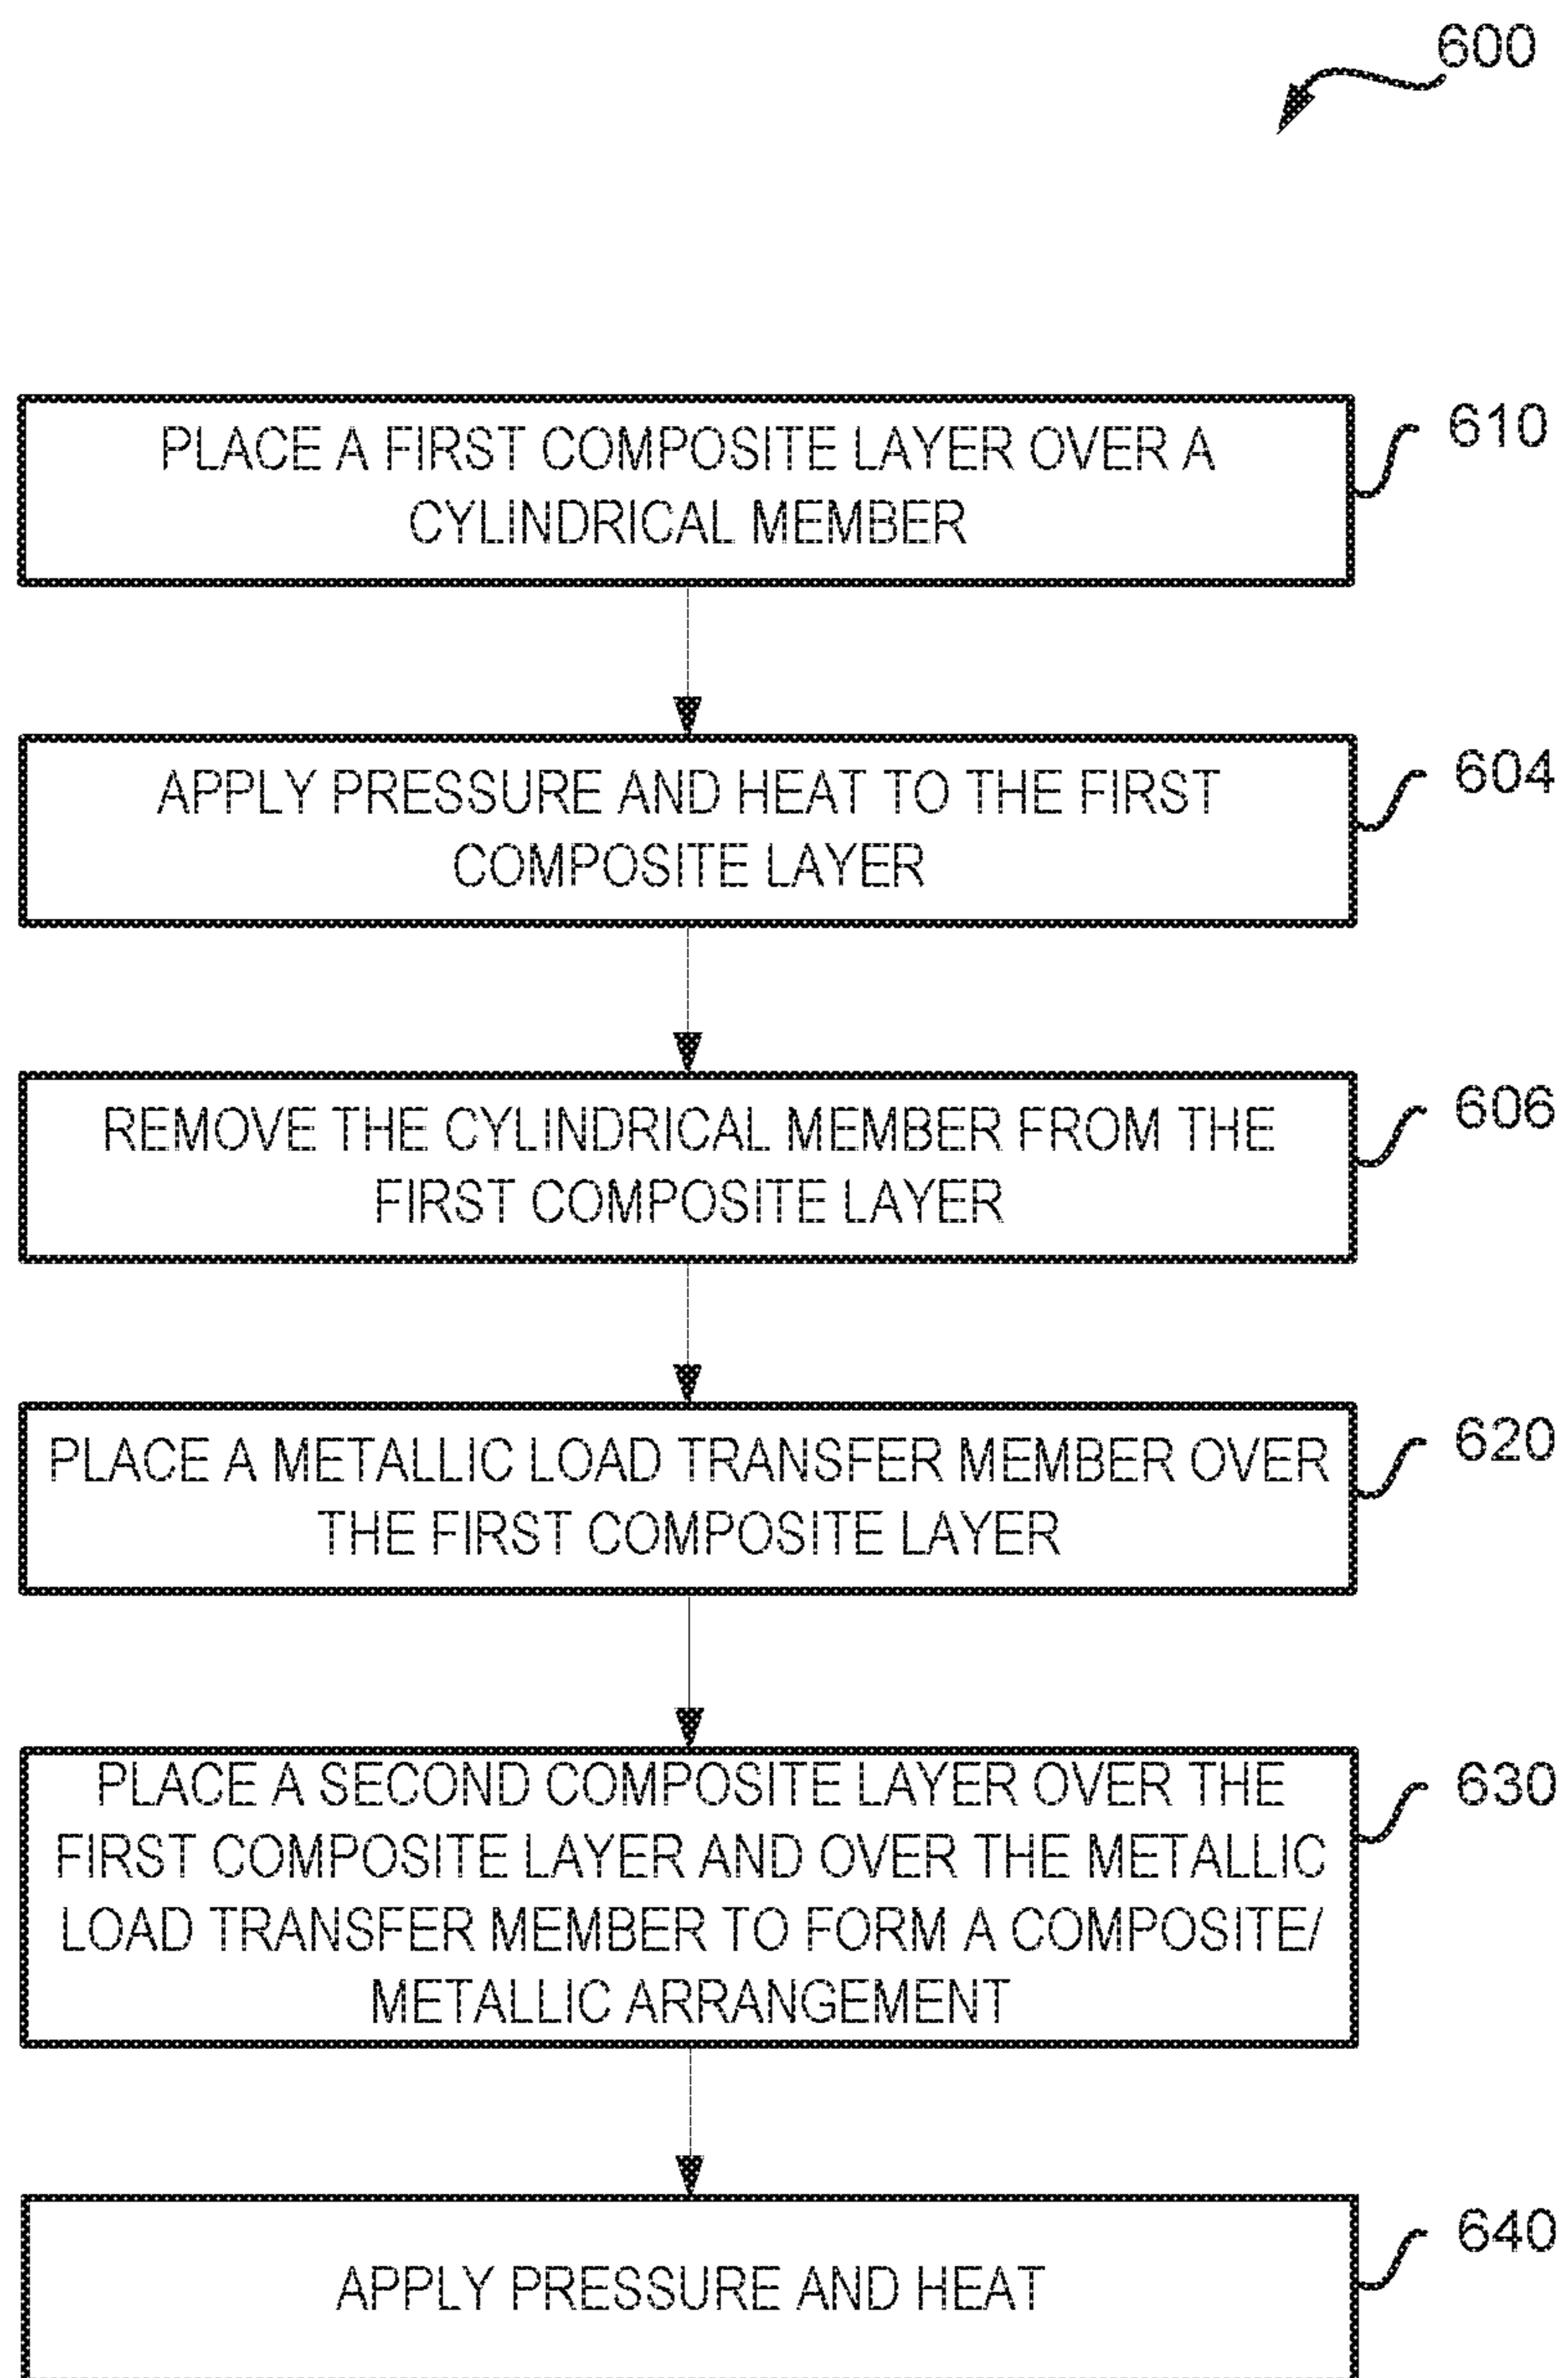 600
PLACE A FIRST COMPOSITE LAYER OVER A
CYLINDRICAL MEMBER
610
APPLY PRESSURE AND HEAT TO THE FIRST
COMPOSITE LAYER
604
REMOVE THE CYLINDRICAL MEMBER FROM THE
FIRST COMPOSITE LAYER
606
PLACE A METALLIC LOAD TRANSFER MEMBER OVER
THE FIRST COMPOSITE LAYER
620
PLACE A SECOND COMPOSITE LAYER OVER THE
FIRST COMPOSITE LAYER AND OVER THE METALLIC
LOAD TRANSFER MEMBER TO FORM A COMPOSITE/
METALLIC ARRANGEMENT
630
APPLY PRESSURE AND HEAT
640